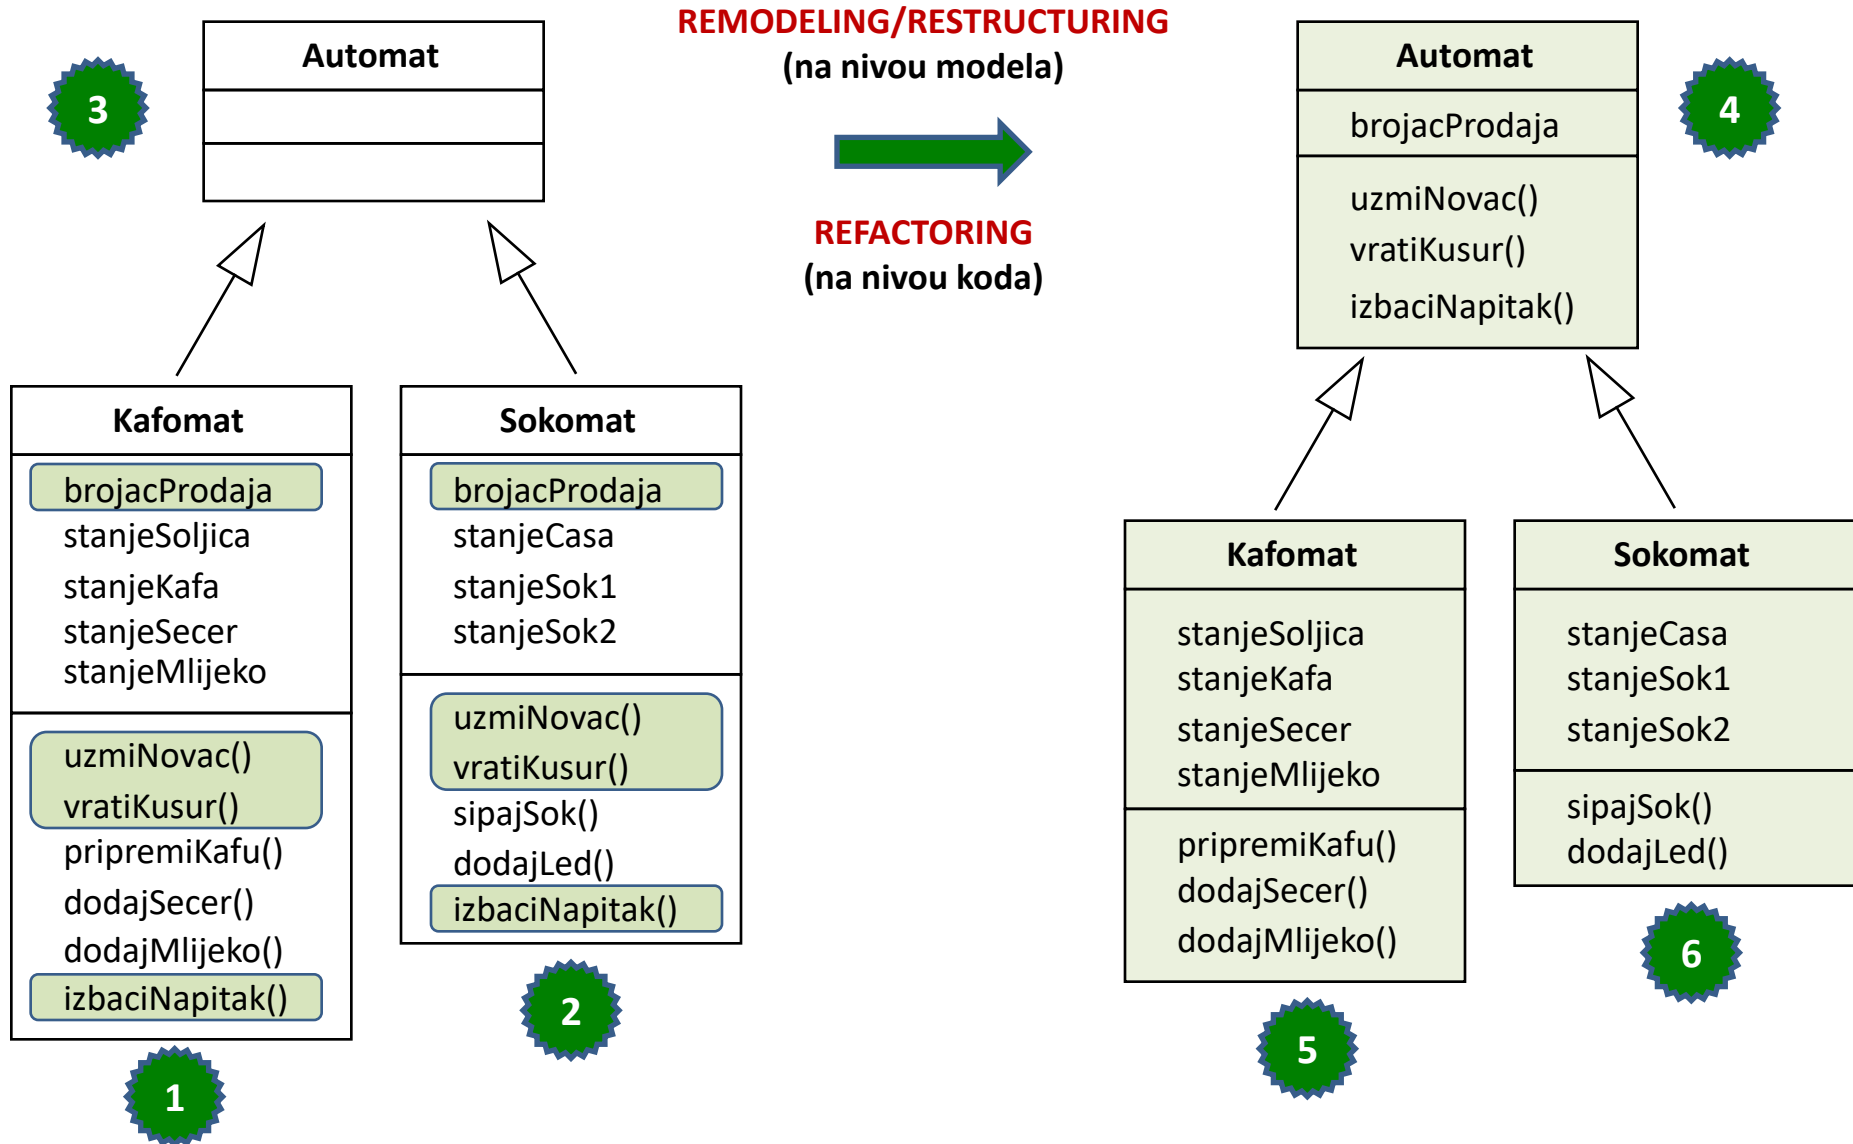 REMODELING/RESTRUCTURING
(na nivou modela)
REFACTORING
(na nivou koda)
3
Automat
Kafomat
brojacProdaja
stanjeSoljica
stanjeKafa
stanjeSecer
stanjeMlijeko
uzmiNovac()
vratiKusur()
pripremiKafu()
dodajSecer()
dodajMlijeko()
izbaciNapitak()
1
Sokomat
brojacProdaja
stanjeCasa
stanjeSok1
stanjeSok2
uzmiNovac()
vratiKusur()
sipajSok()
dodajLed()
izbaciNapitak()
2
Automat
brojacProdaja
uzmiNovac()
vratiKusur()
izbaciNapitak()
4
Kafomat
stanjeSoljica
stanjeKafa
stanjeSecer
stanjeMlijeko
pripremiKafu()
dodajSecer()
dodajMlijeko()
5
Sokomat
stanjeCasa
stanjeSok1
stanjeSok2
sipajSok()
dodajLed()
6